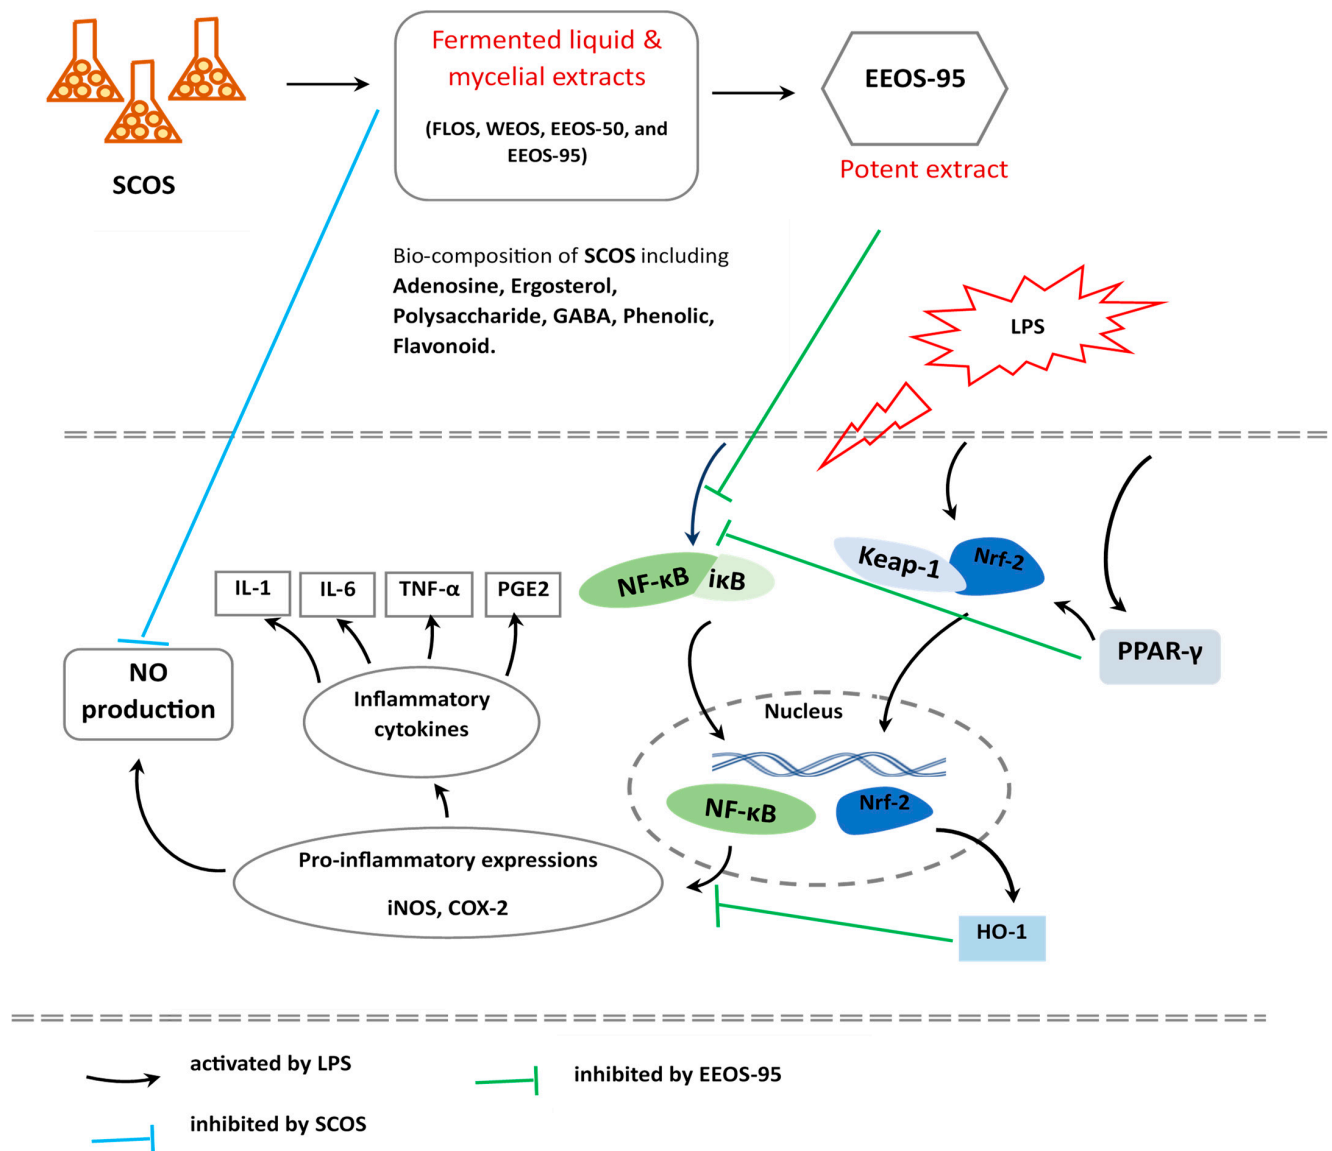 Fermented liquid &
mycelial extracts
(FLOS, WEOS, EEOS-50, and
EEOS-95)
EEOS-95
Potent extract
SCOS
Bio-composition of SCOS including
Adenosine, Ergosterol,
Polysaccharide, GABA, Phenolic,
Flavonoid.
LPS
Keap-1
Nrf-2
NF-κB
iκB
IL-1
IL-6
TNF-α
PGE2
PPAR-γ
NO
production
Inflammatory
cytokines
Nucleus
NF-κB
Nrf-2
Pro-inflammatory expressions
iNOS, COX-2
HO-1
activated by LPS
inhibited by EEOS-95
inhibited by SCOS